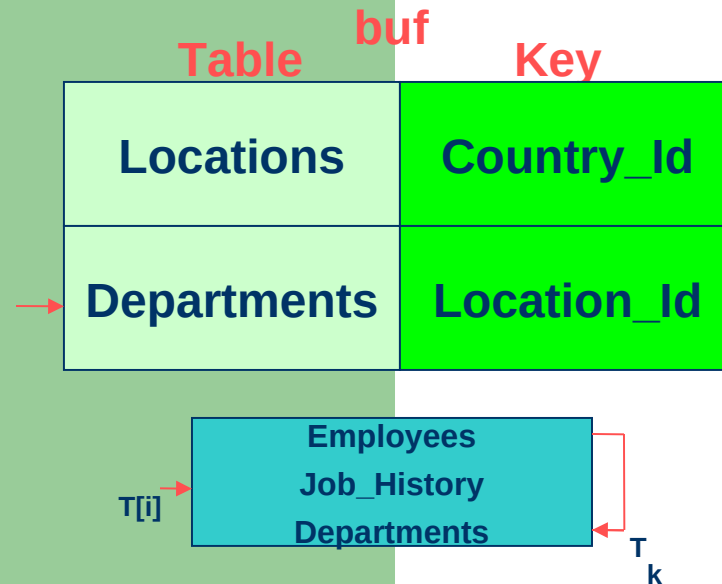 buf
Table Key
Locations Country_Id
Departments Location_Id
Employees
Job_History
T[i]
Departments
T
k